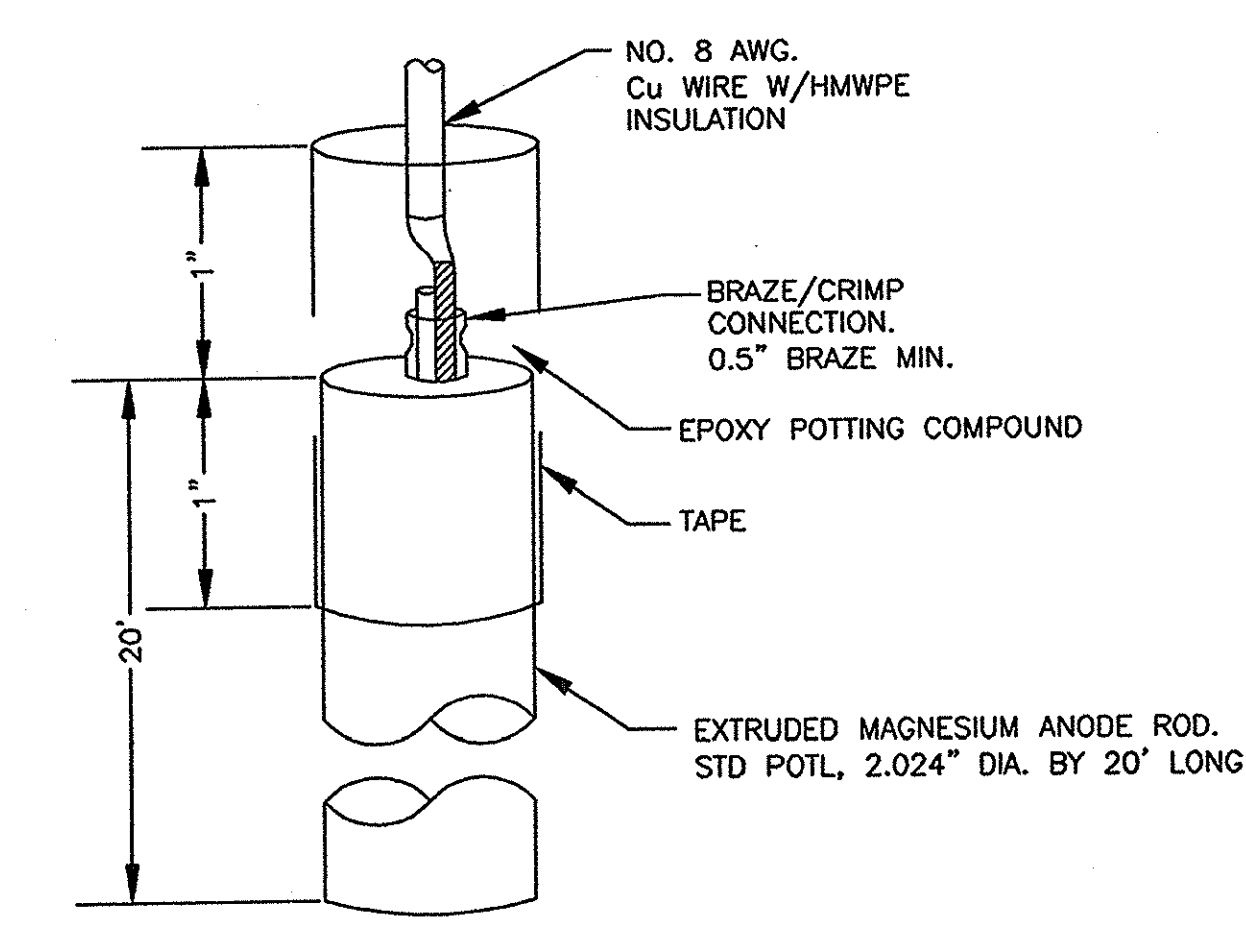 NO. 8 AWG.
Cu WIRE W/HMWPE
INSULATION
1"
BRAZE/CRIMP
CONNECTION.
0.5" BRAZE MIN.
EPOXY POTTING COMPOUND
1"
TAPE
20'
EXTRUDED MAGNESIUM ANODE ROD.
STD POTL, 2.024" DIA. BY 20' LONG